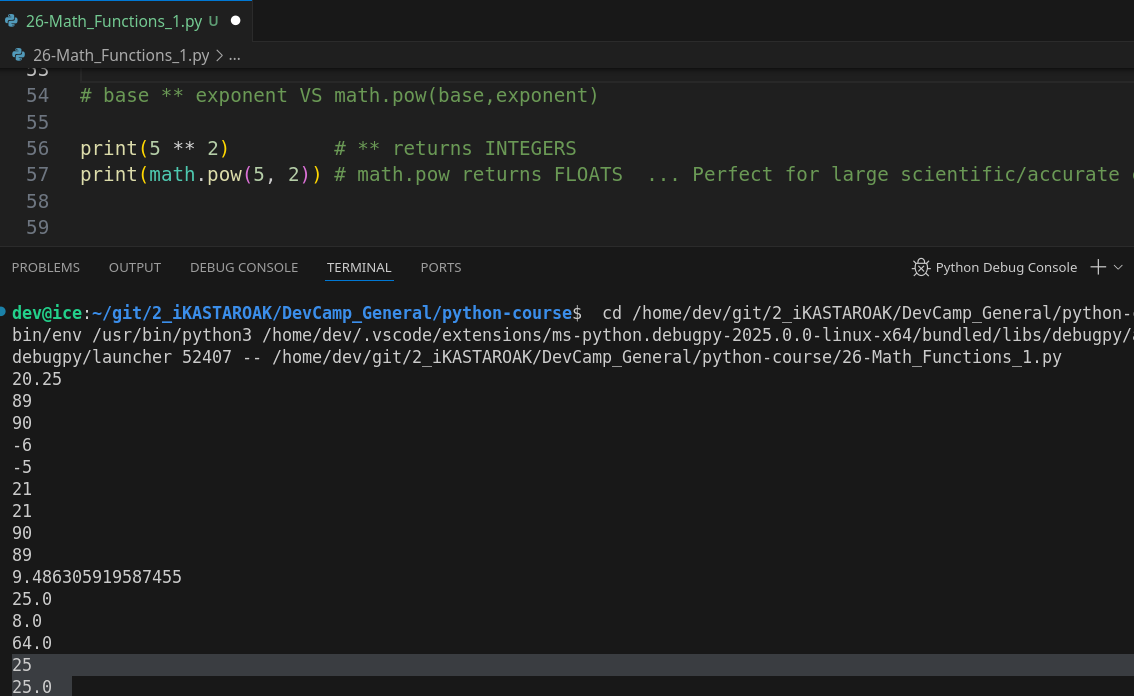 26-Math_Functions_1.py U
26-Math_Functions_1.py > ...
53
54 # base ** exponent VS math.pow(base,exponent)
55
56 print(5 ** 2) # ** returns INTEGERS
57 print(math.pow(5, 2)) # math.pow returns FLOATS ... Perfect for large scientific/accurate
58
59
PROBLEMS OUTPUT DEBUG CONSOLE TERMINAL PORTS Python Debug Console
dev@ice:~/git/2_iKASTAROAK/DevCamp_General/python-course$ cd /home/dev/git/2_iKASTAROAK/DevCamp_General/python-
bin/env /usr/bin/python3 /home/dev/.vscode/extensions/ms-python.debugpy-2025.0.0-linux-x64/bundled/libs/debugpy/
debugpy/launcher 52407 -- /home/dev/git/2_iKASTAROAK/DevCamp_General/python-course/26-Math_Functions_1.py
20.25
89
90
-6
-5
21
21
90
89
9.486305919587455
25.0
8.0
64.0
25
25.0